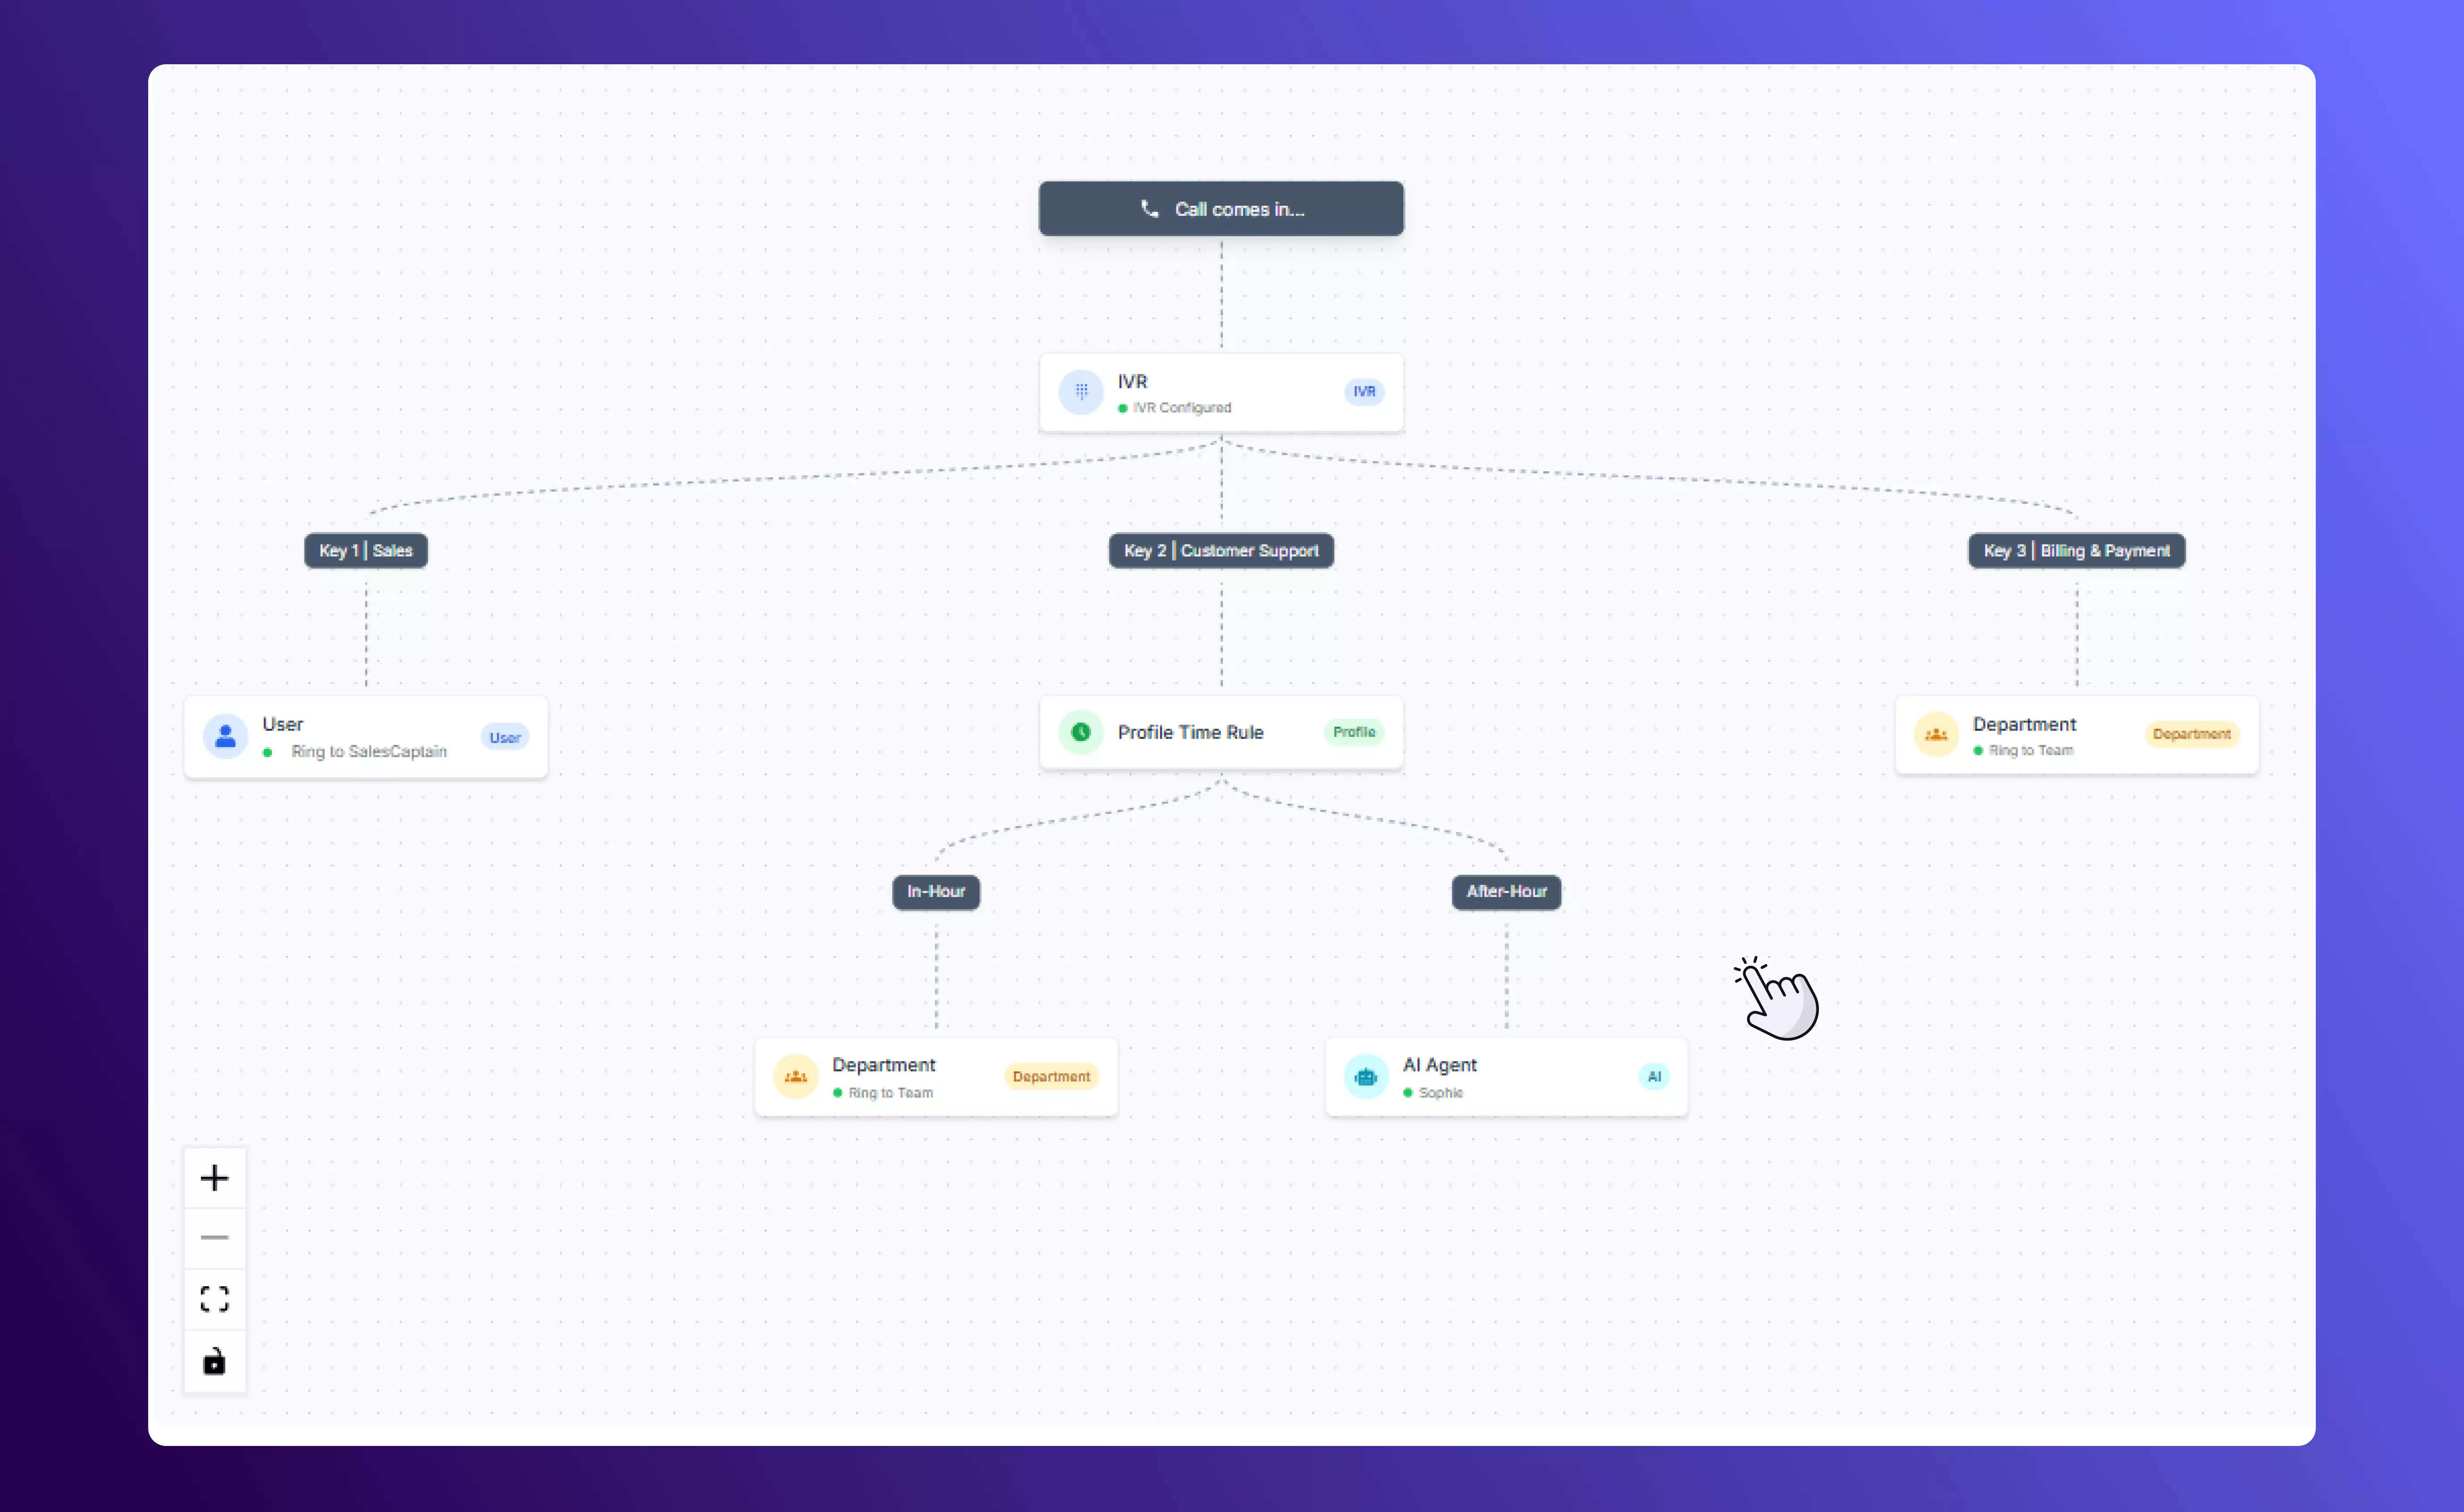 Call comes in...
IVR
IVR Configured
IVR
Key 1 | Sales
Key 2 | Customer Support
Key 3 | Billing & Payment
User
Ring to SalesCaptain
User
Profile Time Rule
Profile
Department
Ring to Team
Department
In-Hour
After-Hour
Department
Ring to Team
Department
AI Agent
Sophie
AI